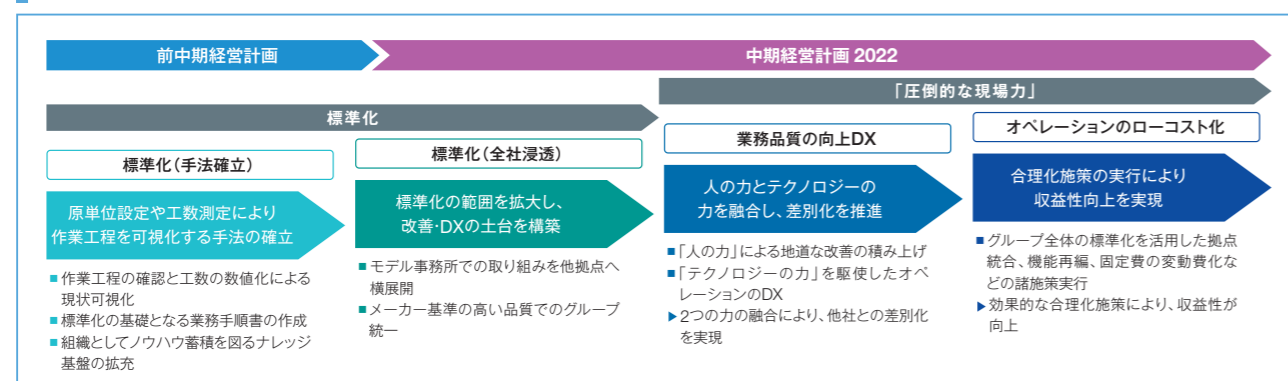 前中期経営計画
中期経営計画 2022
「圧倒的な現場力」
標準化
標準化(手法確立)
原単位設定や工数測定により
作業工程を可視化する手法の確立
■作業工程の確認と工数の数値化による
現状可視化
■標準化の基礎となる業務手順書の作成
■組織としてノウハウ蓄積を図るナレッジ
基盤の拡充
標準化(全社浸透)
標準化の範囲を拡大し、
改善・DXの土台を構築
■モデル事務所での取り組みを他拠点へ
横展開
■メーカー基準の高い品質でのグループ
統一
業務品質の向上DX
人の力とテクノロジーの
力を融合し、差別化を推進
■「人の力」による地道な改善の積み上げ
■「テクノロジーの力」を駆使したオペ
レーションのDX
▶2つの力の融合により、他社との差別化
を実現
オペレーションのローコスト化
合理化施策の実行により
収益性向上を実現
■グループ全体の標準化を活用した拠点
統合、機能再編、固定費の変動費化な
どの諸施策実行
▶効果的な合理化施策により、収益性が
向上